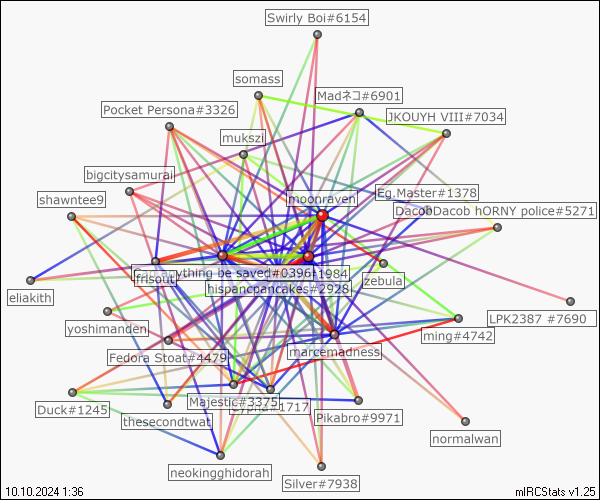 Swirly Boi#6154
somass
Madネコ#6901
Pocket Persona#3326
JKOUYH VIII#7034
mukszi
bigcitysamurai
Eg.Master#1378
shawntee9
moonraven
DacobDacob hORNY police#5271
frisout
anything be saved#0396
#1984
zebula
eliakith
hispanicpancakes#2928
LPK2387 #7690
yoshimanden
ming#4742
marcemadness
Fedora Stoat#4479
Duck#1245
Majestic#3375
#1717
Pikabro#9971
thesecondtwat
normalwan
neokingghidorah
Silver#7938
10.10.2024 1:36
mIRCStats v1.25